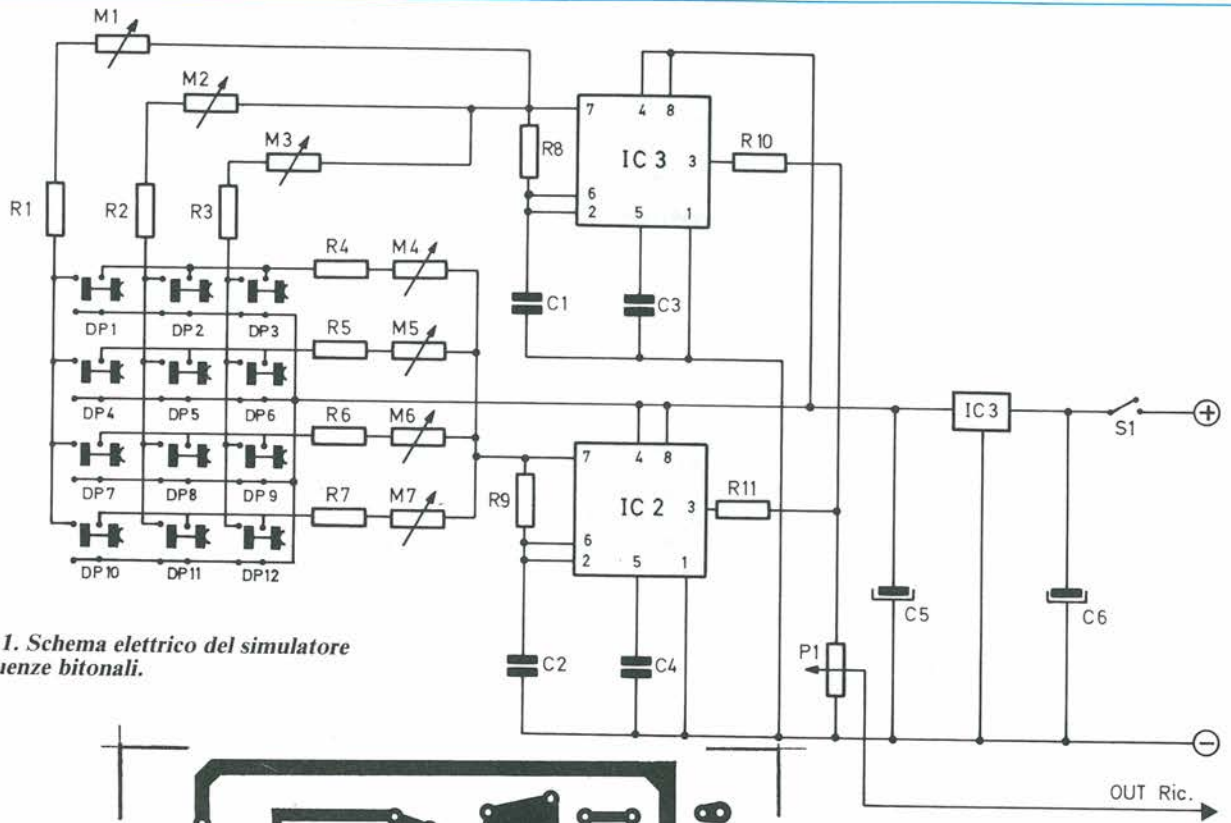 M1
M2
M3
R1
R2
R3
R8
7
4
8
IC 3
3
6
2
5
1
R10
C1
C3
R4
M4
DP1
DP2
DP3
R5
M5
DP4
DP5
DP6
R6
M6
DP7
DP8
DP9
R7
M7
DP10
DP11
DP12
R9
7
4
8
IC 2
3
6
2
5
1
R11
C2
C4
IC3
S1
+
C5
C6
P1
−
OUT Ric.
1. Schema elettrico del simulatore
uenze bitonali.